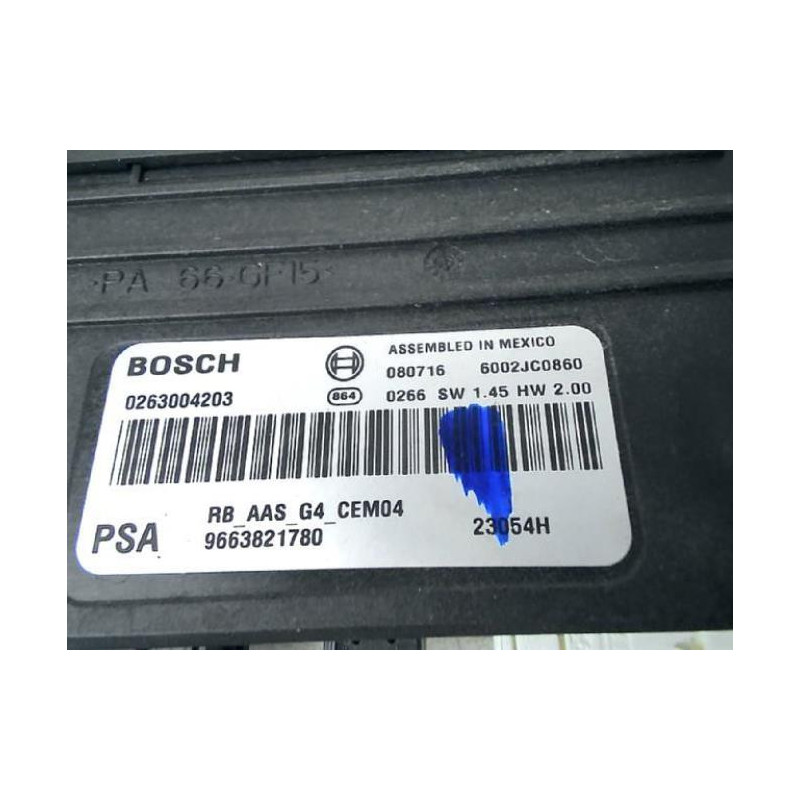 PA 66-GF15
BOSCH
ASSEMBLED IN MEXICO
080716 6002JC0860
0263004203
864 0266 SW 1.45 HW 2.00
RB_AAS_G4_CEM04
PSA 9663821780 23054H